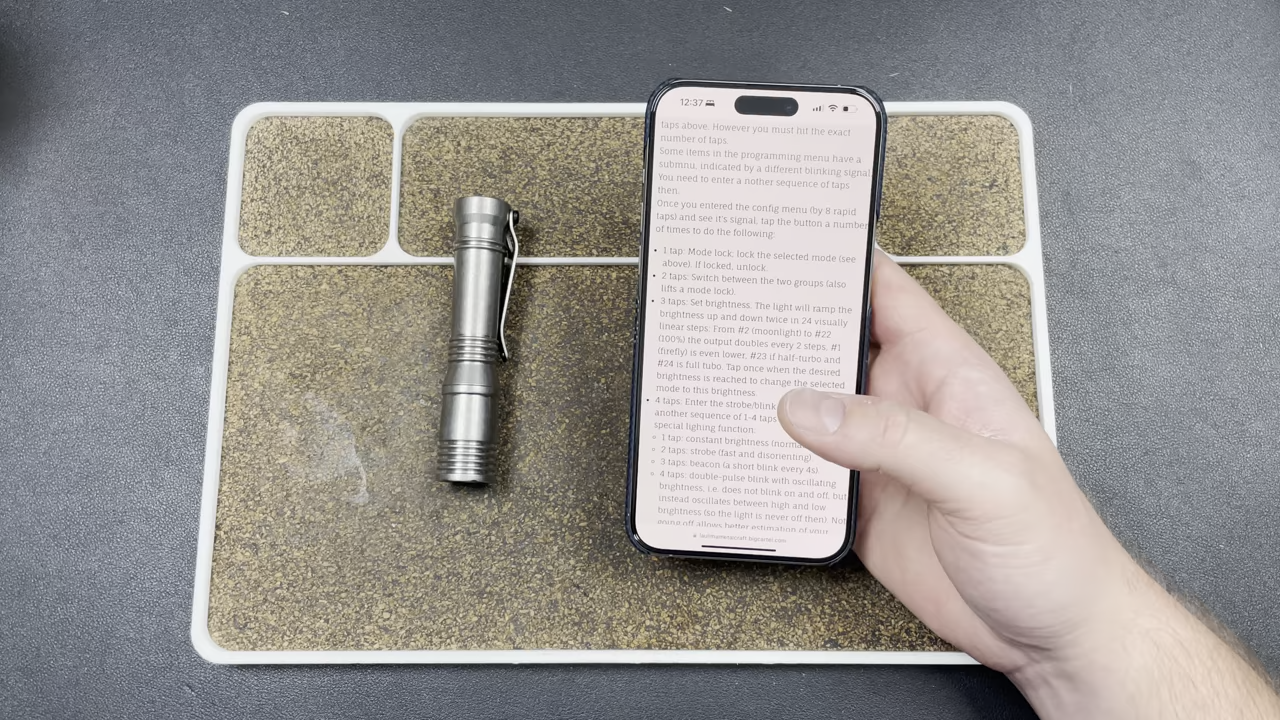 12:37
taps above. However you must hit the exact
number of taps.
Some items in the programming menu have a
submnu, indicated by a different blinking signal.
You need to enter a nother sequence of taps
then.
Once you entered the config menu (by 8 rapid
taps) and see it's signal, tap the button a number
of times to do the following:
• 1 tap: Mode lock; lock the selected mode (see
above). If locked, unlock.
• 2 taps: Switch between the two groups (also
lifts a mode lock).
• 3 taps: Set brightness. The light will ramp the
brightness up and down twice in 24 visually
linear steps: From #2 (moonlight) to #22
(100%) the output doubles every 2 steps, #1
(firefly) is even lower, #23 if half-turbo and
#24 is full tubo. Tap once when the desired
brightness is reached to change the selected
mode to this brightness.
• 4 taps: Enter the strobe/blink
another sequence of 1-4 taps
special lighing function:
◦ 1 tap: constant brightness
◦ 2 taps: strobe (fast and disorienting)
◦ 3 taps: beacon (a short blink every 4s)
◦ 4 taps: double-pulse blink with oscillating
brightness, i.e. does not blink on and off, but
instead oscillates between high and low
brightness (so the light is never off then). Not
going off allows better estimation of your